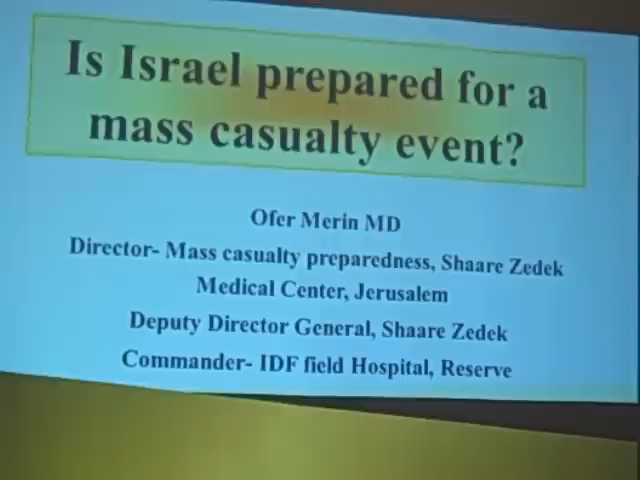 Is Israel prepared for a
mass casualty event?
Ofer Merin MD
Director- Mass casualty preparedness, Shaare Zedek
Medical Center, Jerusalem
Deputy Director General, Shaare Zedek
Commander- IDF field Hospital, Reserve